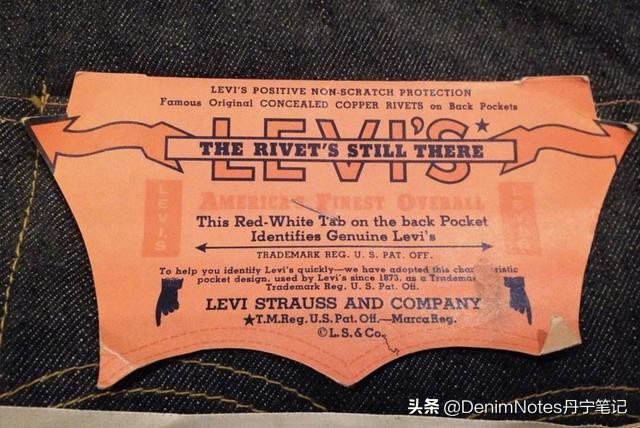 LEVI'S POSITIVE NON-SCRATCH PROTECTION
Famous Original CONCEALED COPPER RIVETS on Back Pockets
LEVI'S★
THE RIVET'S STILL THERE
AMERICA'S FINEST OVERALL
LEVI'S
LEVI'S
This Red-White Tab on the back Pocket
Identifies Genuine Levi's
TRADEMARK REG. U. S. PAT. OFF.
To help you identify Levi's quickly—we have adopted this characteristic
pocket design, used by Levi's since 1873, as a Trademark
Trademark Reg. U. S. Pat. Off.
LEVI STRAUSS AND COMPANY
★T.M.Reg. U.S. Pat. Off.—Marca Reg.
©L.S.&Co.
头条 @DenimNotes丹宁笔记